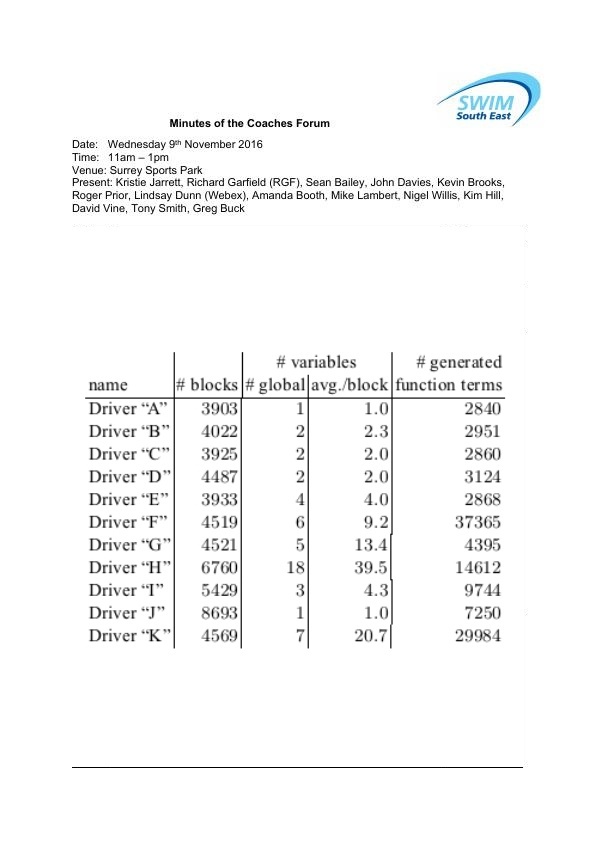 SWIM
South East
Minutes of the Coaches Forum
Date: Wednesday 9th November 2016
Time: 11am – 1pm
Venue: Surrey Sports Park
Present: Kristie Jarrett, Richard Garfield (RGF), Sean Bailey, John Davies, Kevin Brooks,
Roger Prior, Lindsay Dunn (Webex), Amanda Booth, Mike Lambert, Nigel Willis, Kim Hill,
David Vine, Tony Smith, Greg Buck
# variables # generated
name # blocks # global avg./block function terms
Driver “A” 3903 1 1.0 2840
Driver “B” 4022 2 2.3 2951
Driver “C” 3925 2 2.0 2860
Driver “D” 4487 2 2.0 3124
Driver “E” 3933 4 4.0 2868
Driver “F” 4519 6 9.2 37365
Driver “G” 4521 5 13.4 4395
Driver “H” 6760 18 39.5 14612
Driver “I” 5429 3 4.3 9744
Driver “J” 8693 1 1.0 7250
Driver “K” 4569 7 20.7 29984